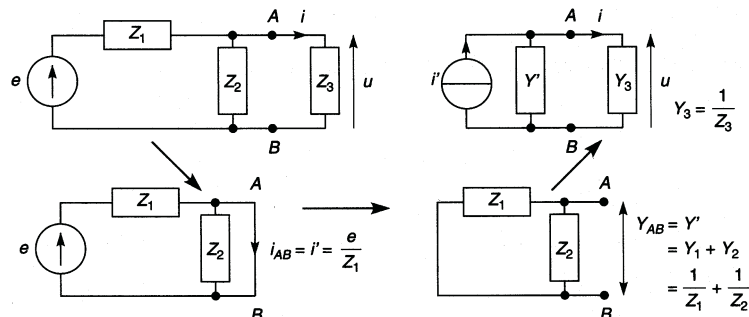 A i
Z1
e
Z2
Z3
u
B
A i
i'
Y'
Y3
u
Y3 = 1/Z3
B
A
Z1
e
Z2
iAB = i' = e/Z1
B
A
Z1
Z2
YAB = Y'
= Y1 + Y2
= 1/Z1 + 1/Z2
B